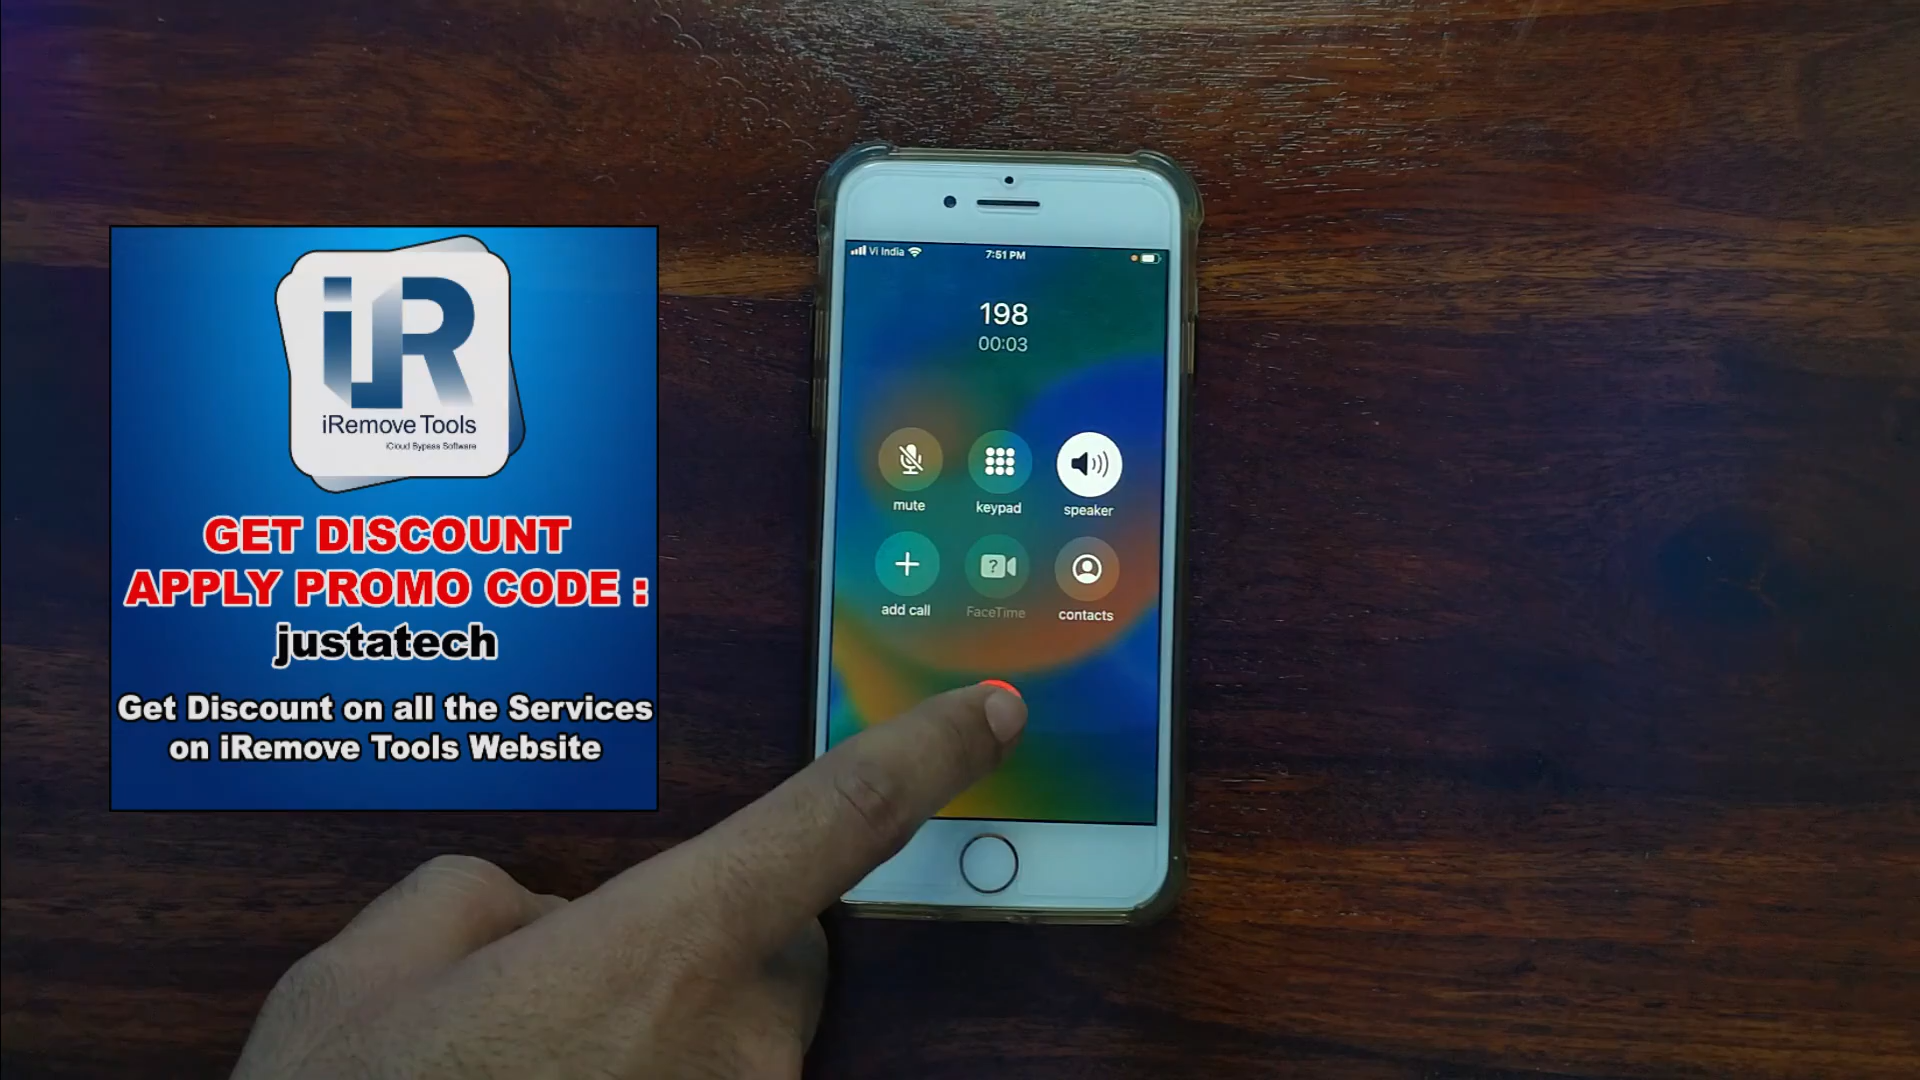 iR
iRemove Tools
iCloud Bypass Software
GET DISCOUNT
APPLY PROMO CODE :
justatech
Get Discount on all the Services
on iRemove Tools Website
Vi India
7:51 PM
198
00:03
mute
keypad
speaker
add call
FaceTime
contacts